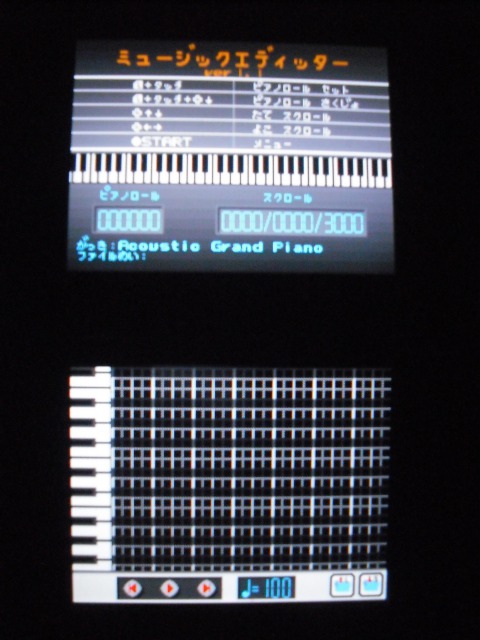 ミュージックエディッター
ver1.1
+タッチ ピアノロール セット
+タッチ+↓ ピアノロール さくじょ
↑↓ たて スクロール
←→ よこ スクロール
START メニュー
ピアノロール スクロール
000000 0000/0000/3000
がっき:Acoustic Grand Piano
ファイルめい:
♩=100